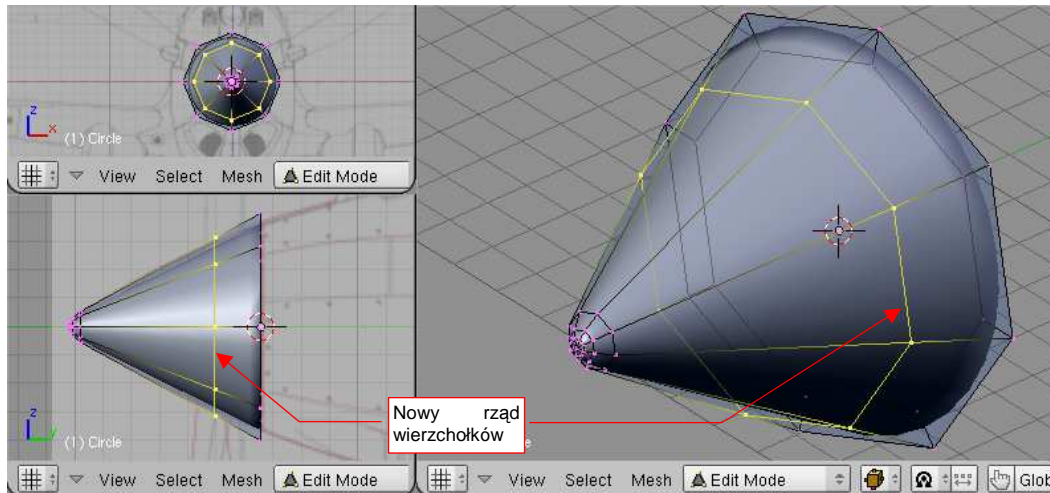 z
x
(1) Circle
View Select Mesh Edit Mode
z
y
(1) Circle
View Select Mesh Edit Mode
Nowy rząd
wierzchołków
e
View Select Mesh Edit Mode Glob